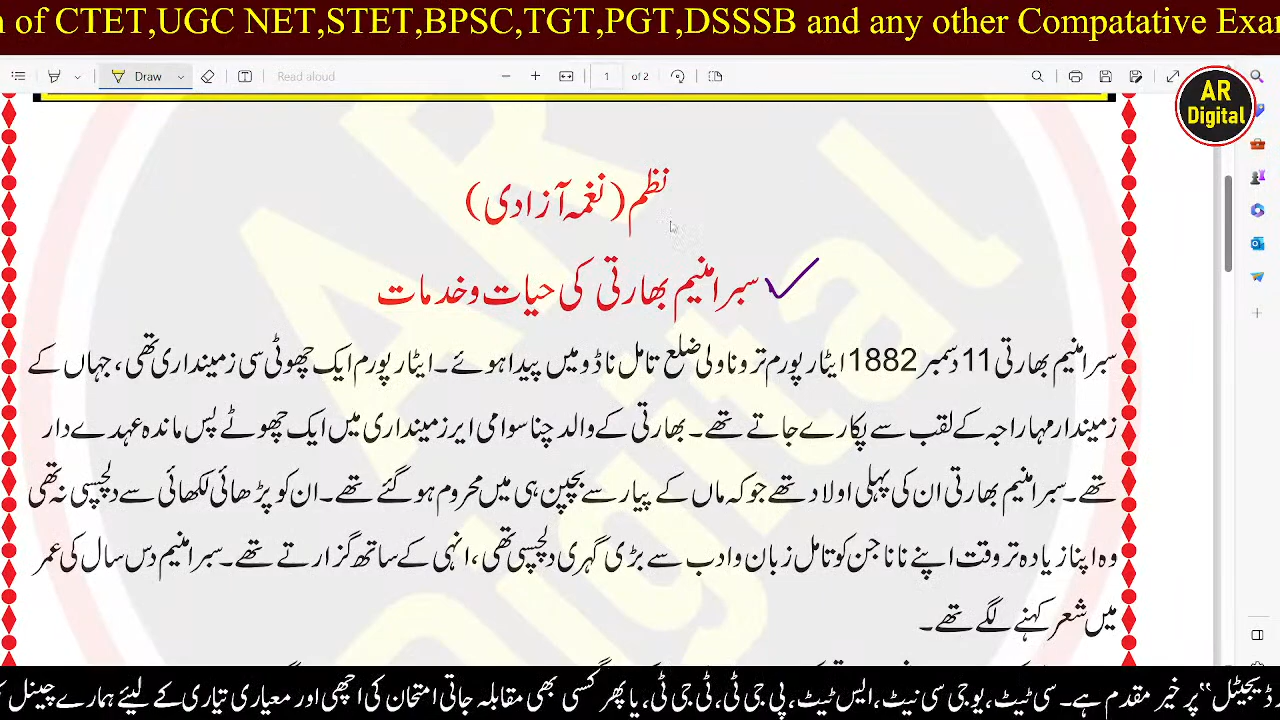 n of CTET,UGC NET,STET,BPSC,TGT,PGT,DSSSB and any other Compatative Exa
Draw
Read aloud
1
of 2
AR
Digital
نظم (نغمہ آزادی)
سبرامنیم بھارتی کی حیات و خدمات
سبرامنیم بھارتی 11 دسمبر 1882 ایٹار پورم ترو ناولی ضلع تامل ناڈو میں پیدا ہوئے۔ ایٹار پورم ایک چھوٹی سی زمینداری تھی، جہاں کے
زمیندار مہاراجہ کے لقب سے پکارے جاتے تھے۔ بھارتی کے والد چنا سوامی ایر زمینداری میں ایک چھوٹے پس ماندہ عہدے دار
تھے۔ سبرامنیم بھارتی ان کی پہلی اولاد تھے جو کہ ماں کے پیار سے بچپن ہی میں محروم ہو گئے تھے۔ ان کو پڑھائی لکھائی سے دلچسپی نہ تھی
وہ اپنا زیادہ تر وقت اپنے نانا جن کو تامل زبان و ادب سے بڑی گہری دلچسپی تھی، انہی کے ساتھ گزارتے تھے۔ سبرامنیم دس سال کی عمر
میں شعر کہنے لگے تھے۔
ڈیجیٹل‘‘ پر خیر مقدم ہے۔ سی ٹیٹ، یو جی سی نیٹ، ایس ٹیٹ، پی جی ٹی، ٹی جی ٹی، یا پھر کسی بھی مقابلہ جاتی امتحان کی اچھی اور معیاری تیاری کے لیئے ہمارے چینل